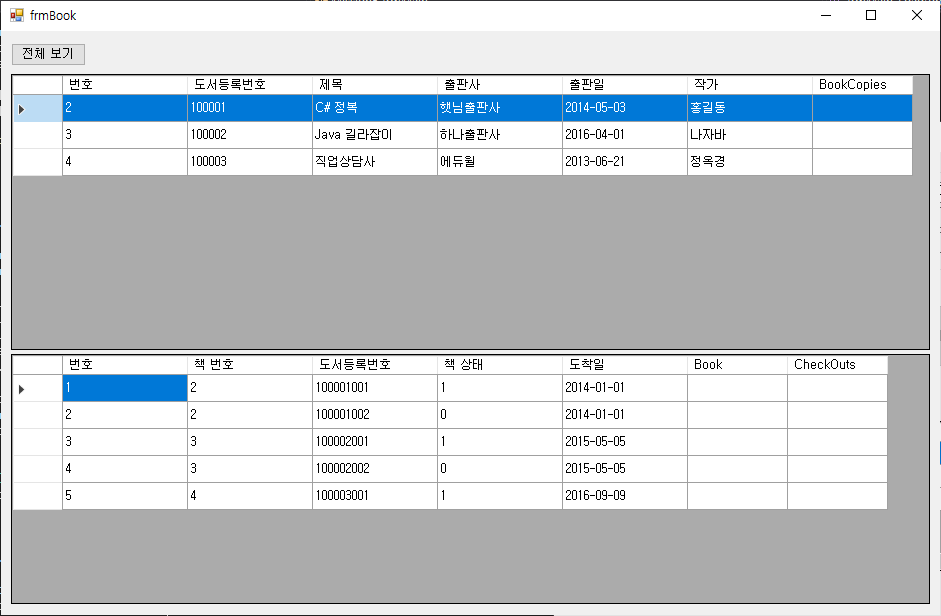 frmBook
전체 보기
번호 도서등록번호 제목 출판사 출판일 작가 BookCopies
2 100001 C# 정복 햇님출판사 2014-05-03 홍길동
3 100002 Java 길라잡이 하나출판사 2016-04-01 나자바
4 100003 직업상담사 에듀윌 2013-06-21 정옥경
번호 책 번호 도서등록번호 책 상태 도착일 Book CheckOuts
1 2 100001001 1 2014-01-01
2 2 100001002 0 2014-01-01
3 3 100002001 1 2015-05-05
4 3 100002002 0 2015-05-05
5 4 100003001 1 2016-09-09